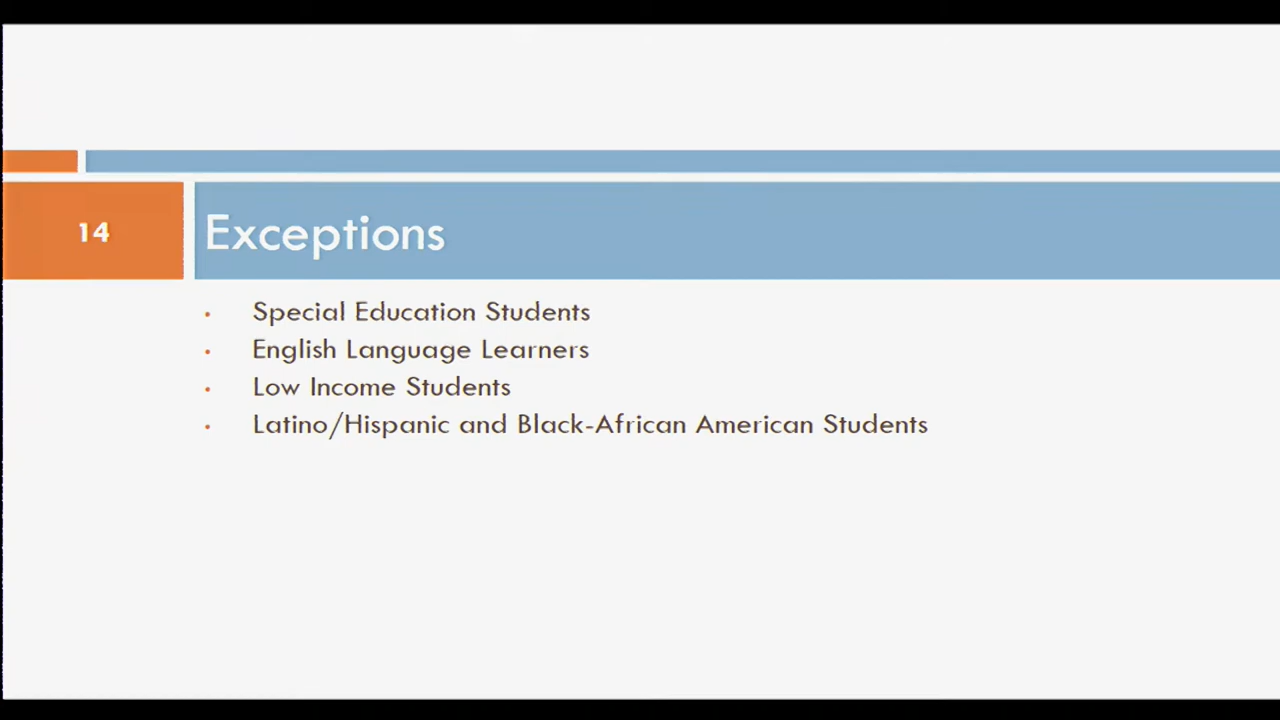 14
Exceptions
Special Education Students
English Language Learners
Low Income Students
Latino/Hispanic and Black-African American Students